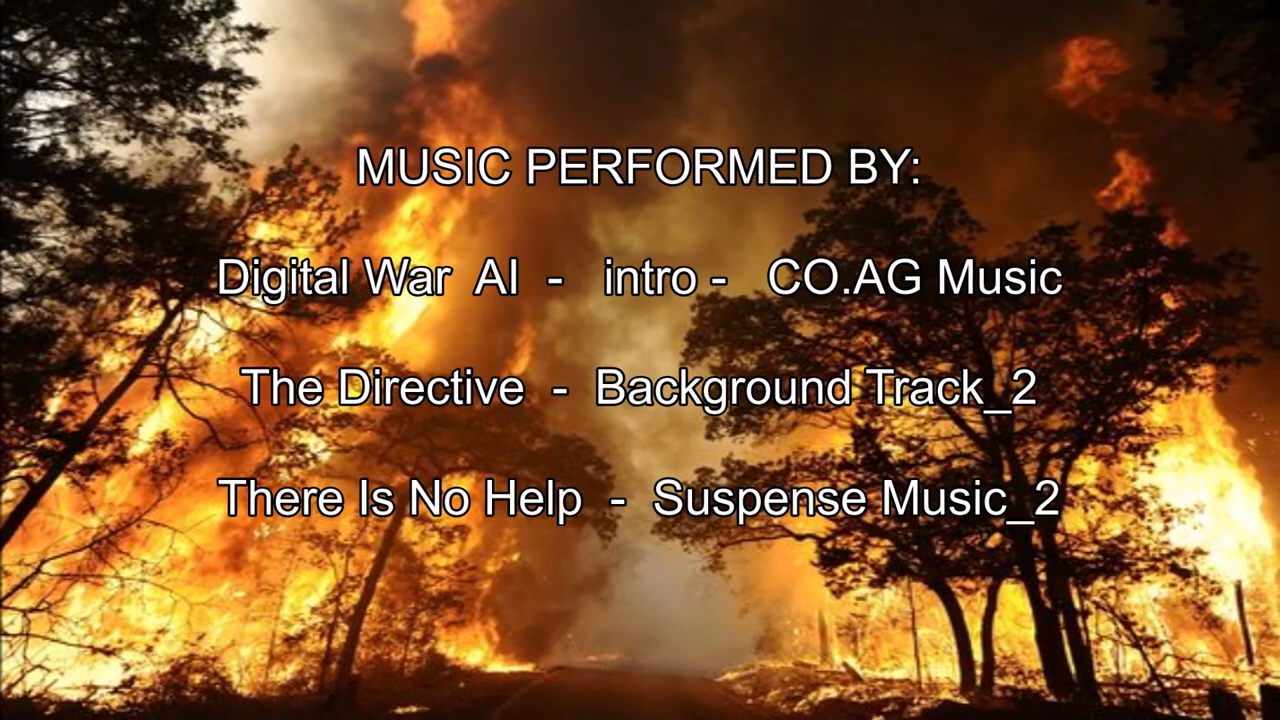 MUSIC PERFORMED BY:
Digital War AI - intro - CO.AG Music
The Directive - Background Track_2
There Is No Help - Suspense Music_2